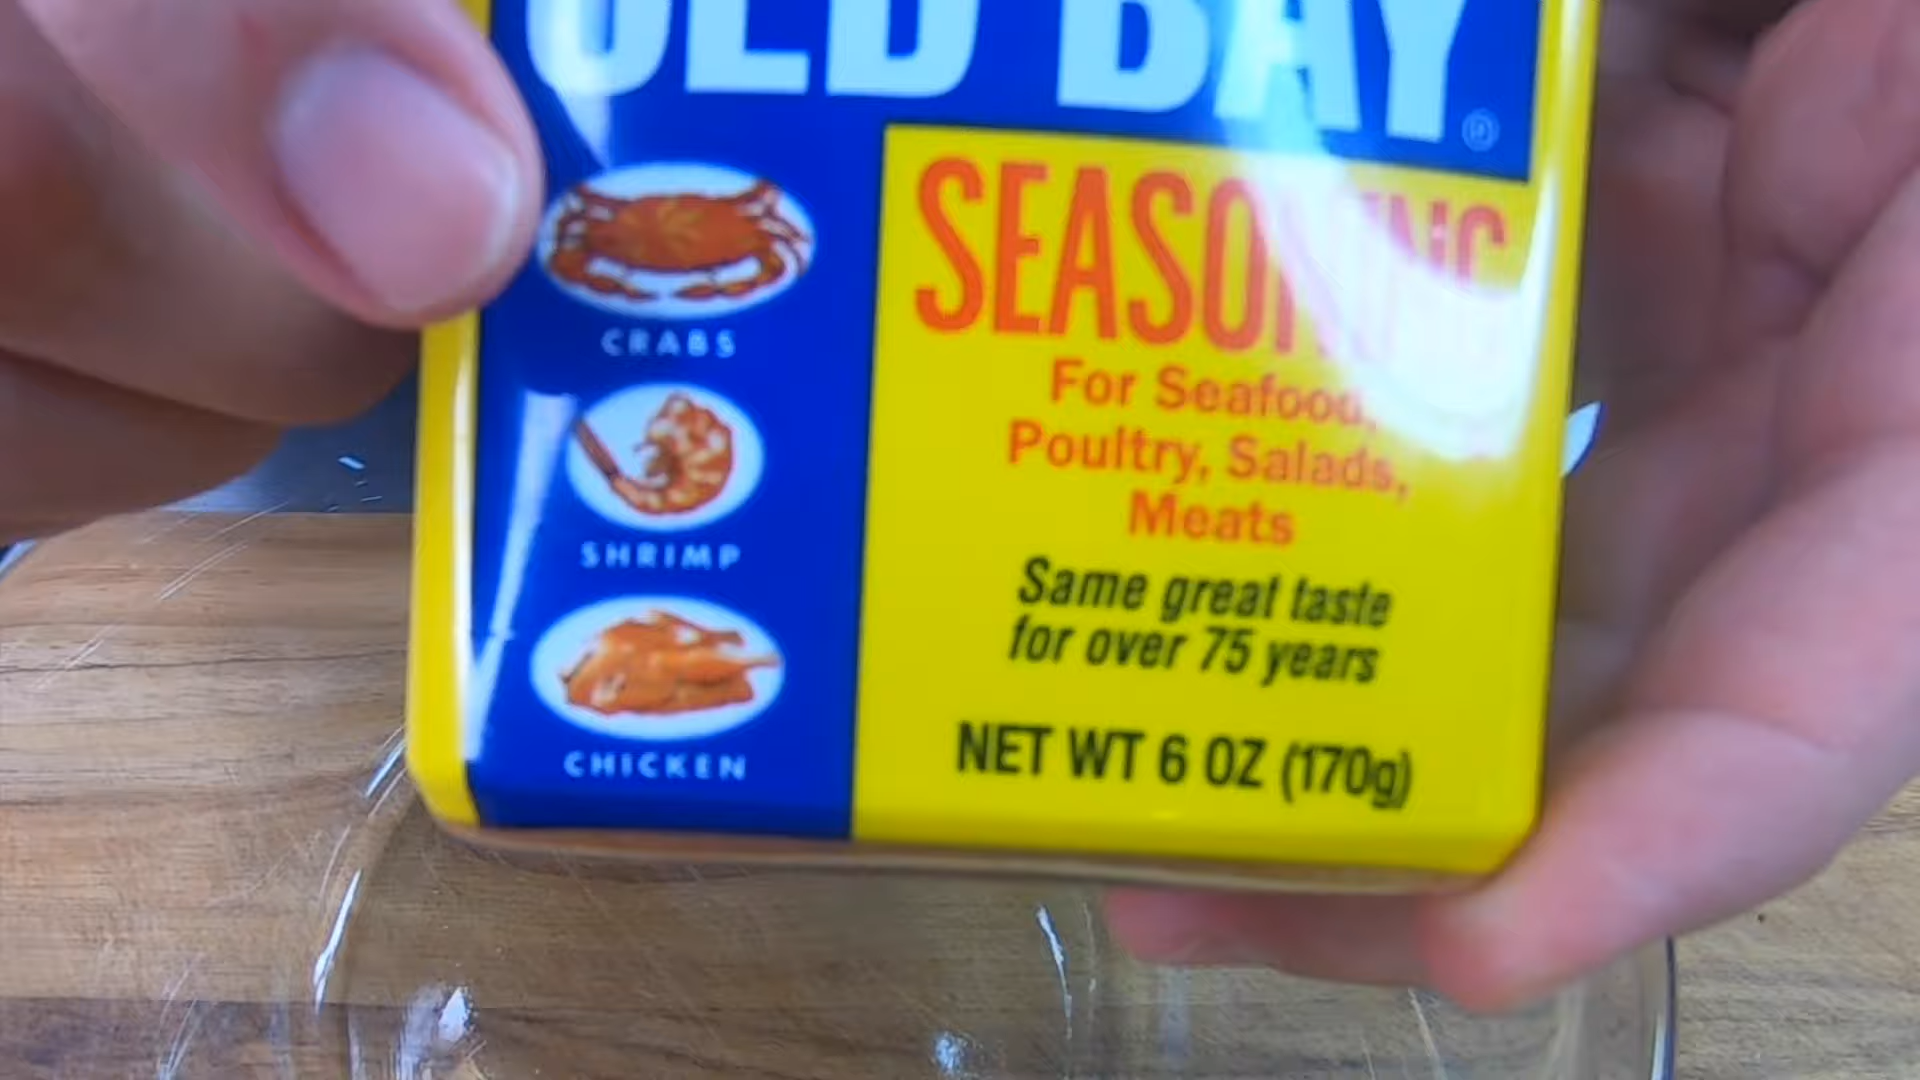 OLD BAY®
SEASONING
For Seafood,
Poultry, Salads,
Meats
Same great taste
for over 75 years
NET WT 6 OZ (170g)
CRABS
SHRIMP
CHICKEN